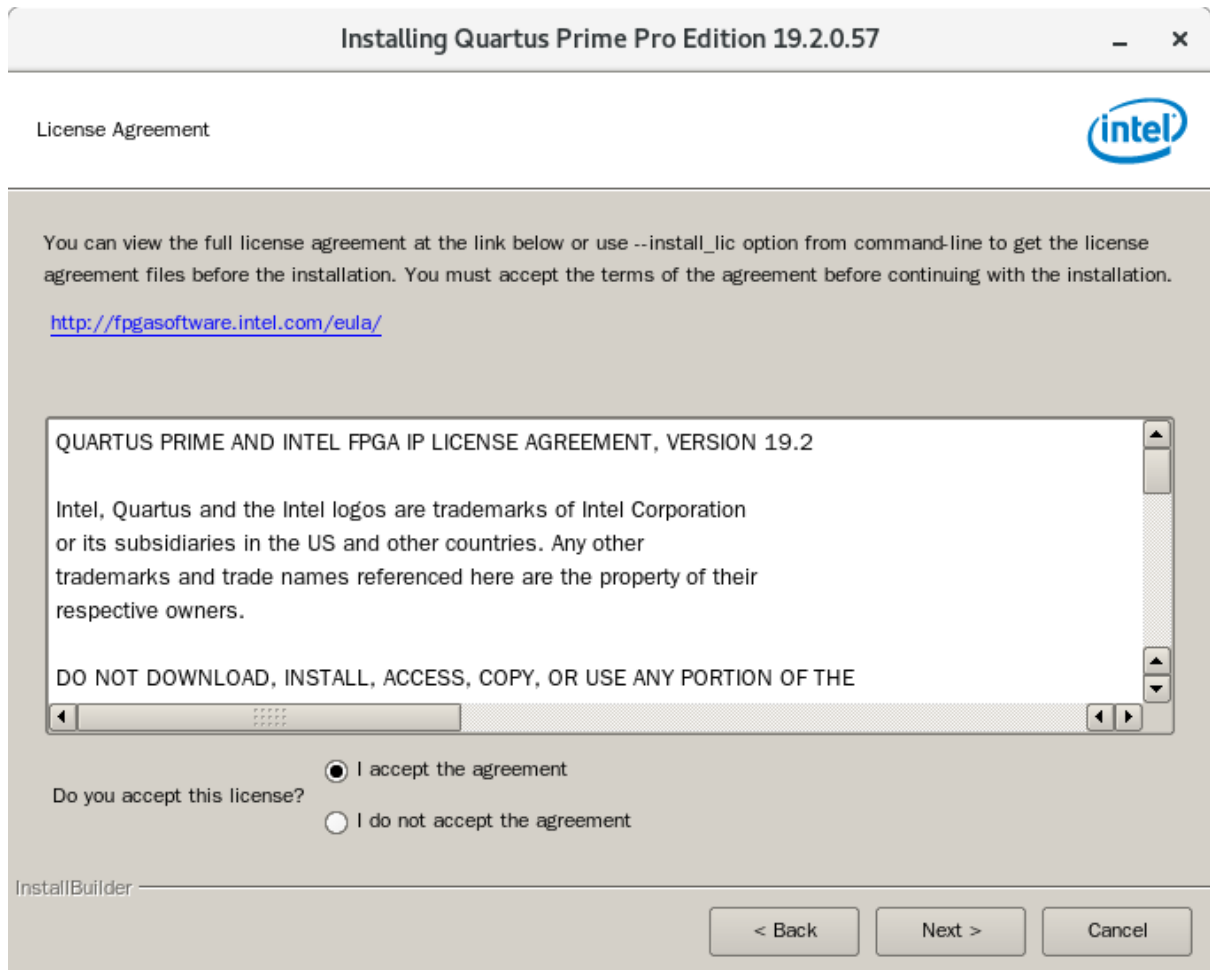 Installing Quartus Prime Pro Edition 19.2.0.57
License Agreement
intel
You can view the full license agreement at the link below or use --install_lic option from command-line to get the license
agreement files before the installation. You must accept the terms of the agreement before continuing with the installation.
http://fpgasoftware.intel.com/eula/
QUARTUS PRIME AND INTEL FPGA IP LICENSE AGREEMENT, VERSION 19.2
Intel, Quartus and the Intel logos are trademarks of Intel Corporation
or its subsidiaries in the US and other countries. Any other
trademarks and trade names referenced here are the property of their
respective owners.
DO NOT DOWNLOAD, INSTALL, ACCESS, COPY, OR USE ANY PORTION OF THE
I accept the agreement
Do you accept this license?
I do not accept the agreement
InstallBuilder
< Back
Next >
Cancel